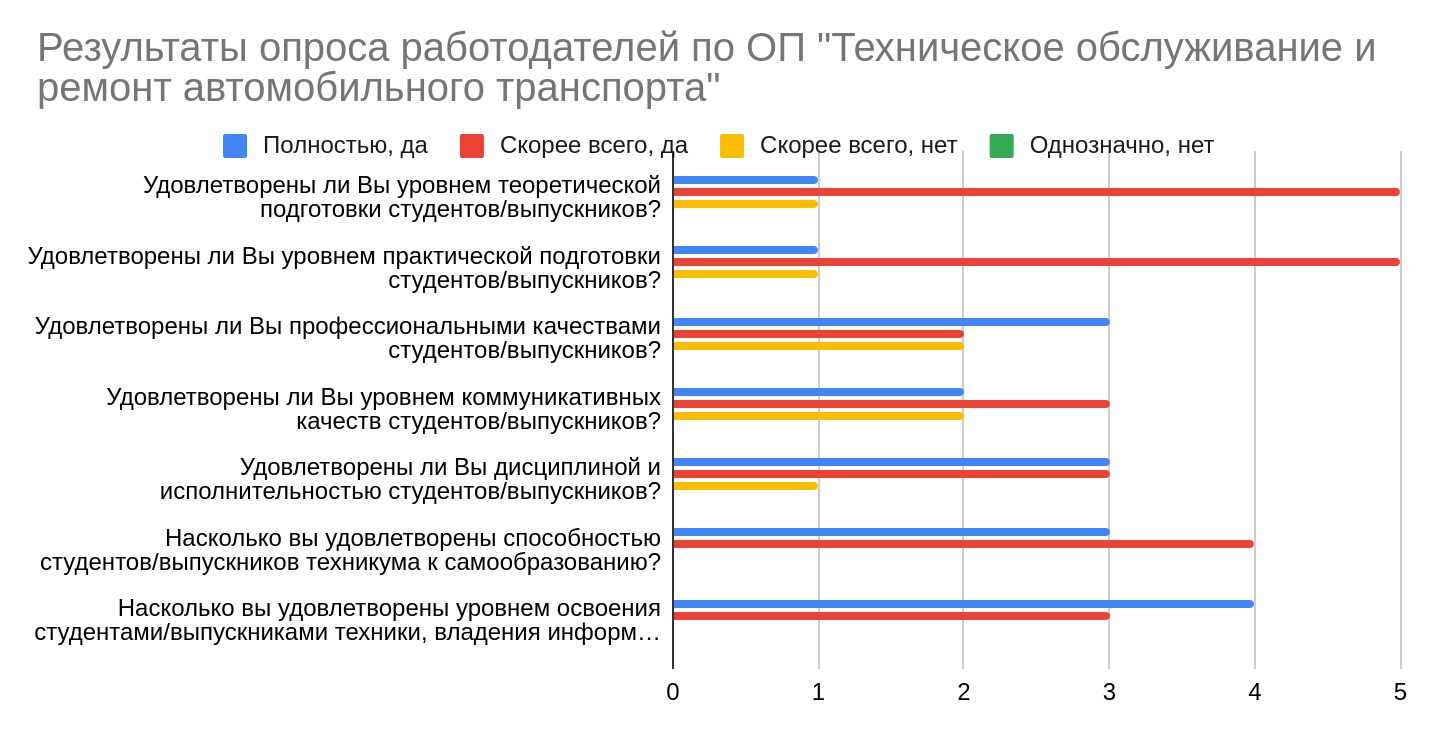 Результаты опроса работодателей по ОП "Техническое обслуживание и
ремонт автомобильного транспорта"
Полностью, да
Скорее всего, да
Скорее всего, нет
Однозначно, нет
Удовлетворены ли Вы уровнем теоретической
подготовки студентов/выпускников?
Удовлетворены ли Вы уровнем практической подготовки
студентов/выпускников?
Удовлетворены ли Вы профессиональными качествами
студентов/выпускников?
Удовлетворены ли Вы уровнем коммуникативных
качеств студентов/выпускников?
Удовлетворены ли Вы дисциплиной и
исполнительностью студентов/выпускников?
Насколько вы удовлетворены способностью
студентов/выпускников техникума к самообразованию?
Насколько вы удовлетворены уровнем освоения
студентами/выпускниками техники, владения информ…
0 1 2 3 4 5